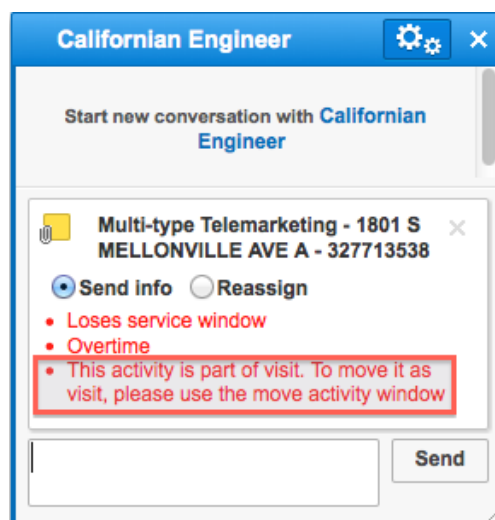 Californian Engineer
Start new conversation with Californian
Engineer
Multi-type Telemarketing - 1801 S
MELLONVILLE AVE A - 327713538
Send info Reassign
• Loses service window
• Overtime
• This activity is part of visit. To move it as
visit, please use the move activity window
Send